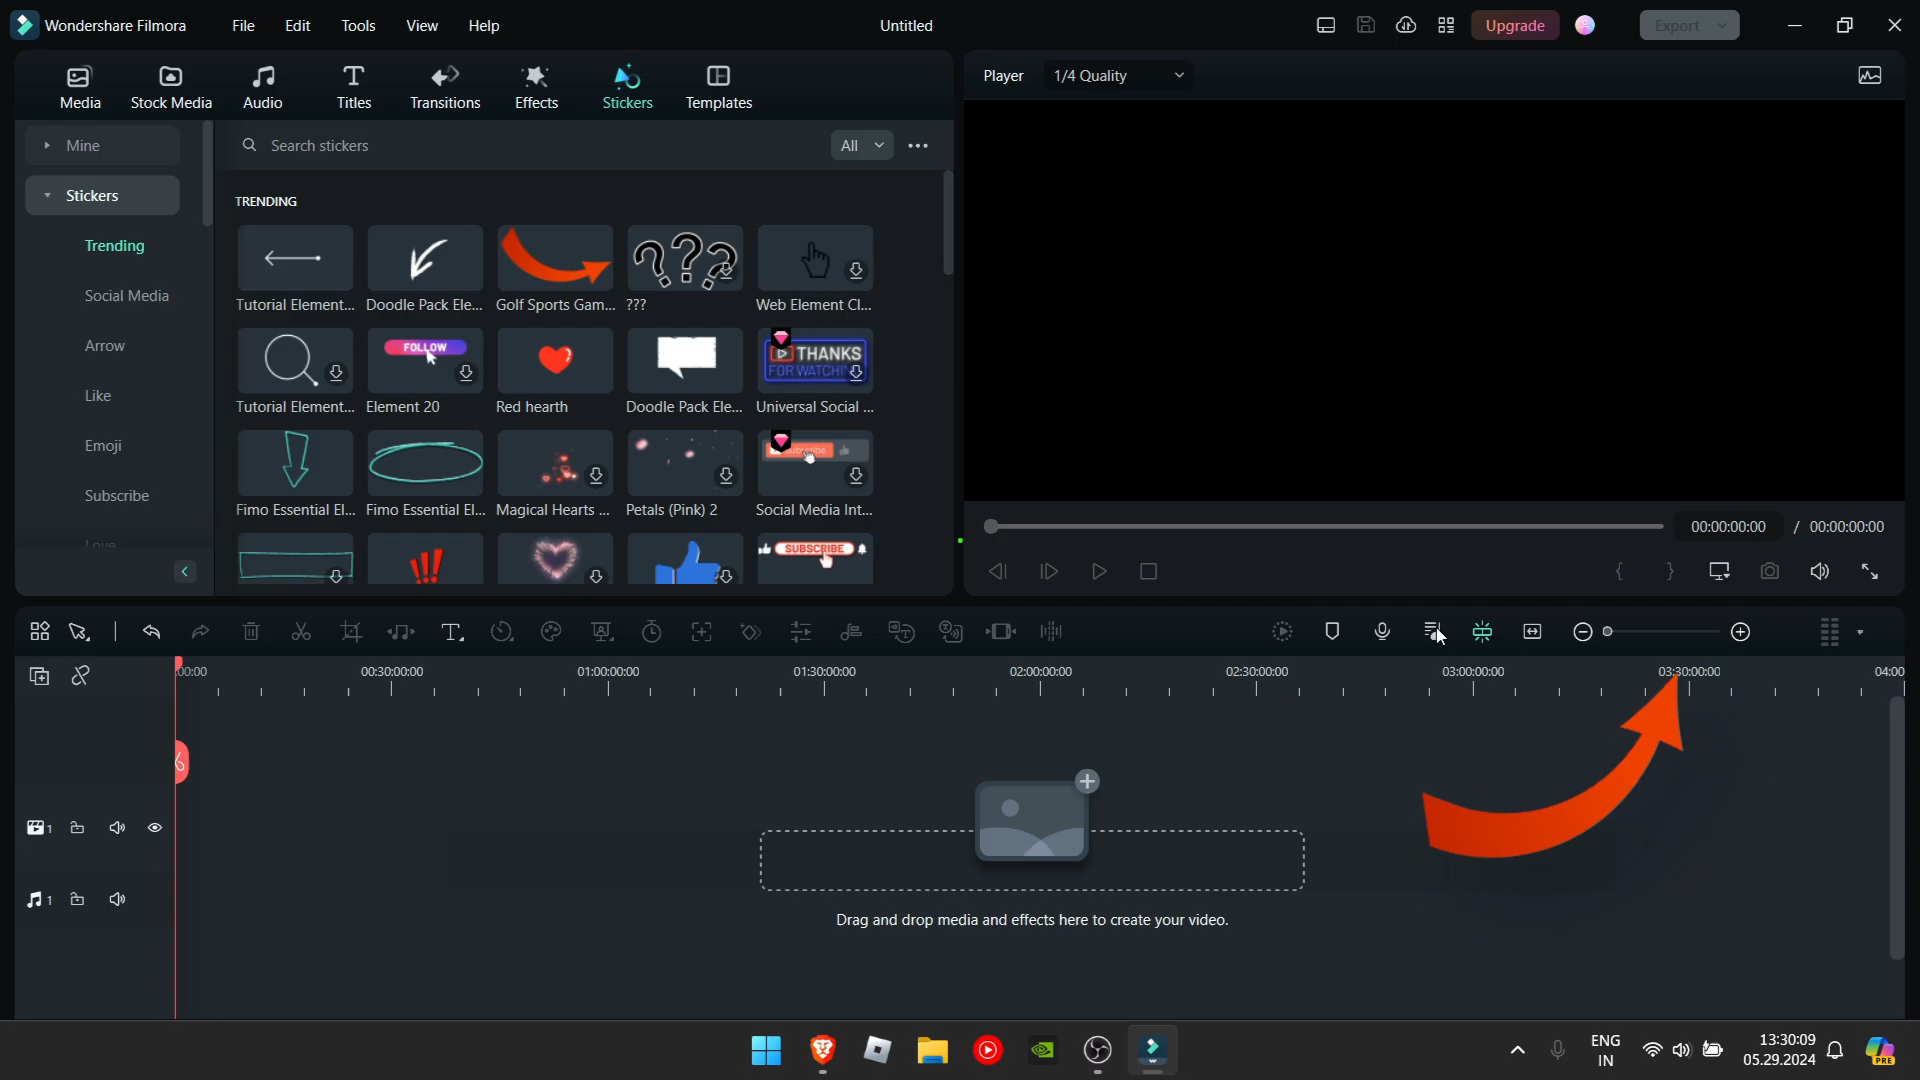 Wondershare Filmora File Edit Tools View Help Untitled Upgrade Export
Media Stock Media Audio Titles Transitions Effects Stickers Templates
Player 1/4 Quality
Mine
Search stickers All
Stickers
TRENDING
Trending
Social Media
Arrow
Like
Emoji
Subscribe
Love
???
Tutorial Element... Doodle Pack Ele... Golf Sports Gam... ??? Web Element Cl...
FOLLOW
THANKS
FOR WATCHING
Tutorial Element... Element 20 Red hearth Doodle Pack Ele... Universal Social ...
Subscribe
Fimo Essential El... Fimo Essential El... Magical Hearts ... Petals (Pink) 2 Social Media Int...
!!!
SUBSCRIBE
00:00:00:00 / 00:00:00:00
:00:00 00:30:00:00 01:00:00:00 01:30:00:00 02:00:00:00 02:30:00:00 03:00:00:00 03:30:00:00 04:00
1
1
Drag and drop media and effects here to create your video.
ENG
IN
13:30:09
05.29.2024
PRE